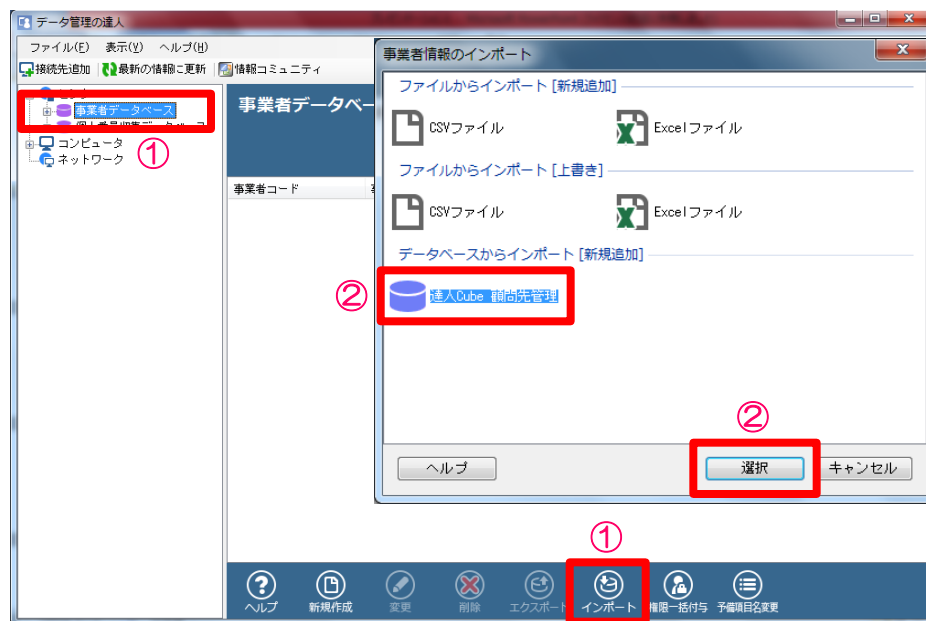 データ管理の達人
ファイル(F) 表示(V) ヘルプ(H)
接続先追加 最新の情報に更新 情報コミュニティ
事業者データベース
コンピュータ
ネットワーク
①
事業者データベー
事業者コード
事業者情報のインポート
ファイルからインポート [新規追加]
CSVファイル Excelファイル
ファイルからインポート [上書き]
CSVファイル Excelファイル
データベースからインポート [新規追加]
② 達人Cube 顧問先管理
②
ヘルプ 選択 キャンセル
①
ヘルプ 新規作成 変更 削除 エクスポート インポート 権限一括付与 予備項目名変更